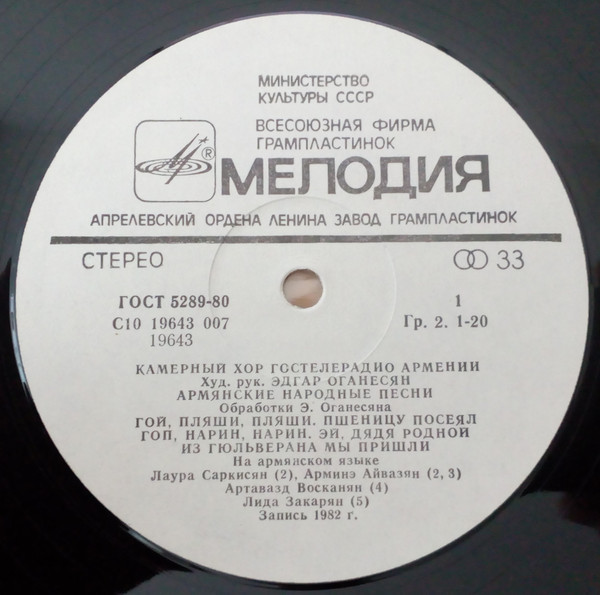 МИНИСТЕРСТВО
КУЛЬТУРЫ СССР
ВСЕСОЮЗНАЯ ФИРМА
ГРАМПЛАСТИНОК
®
МЕЛОДИЯ
АПРЕЛЕВСКИЙ ОРДЕНА ЛЕНИНА ЗАВОД ГРАМПЛАСТИНОК
СТЕРЕО 33
ГОСТ 5289-80 1
С10 19643 007 Гр. 2. 1-20
19643
КАМЕРНЫЙ ХОР ГОСТЕЛЕРАДИО АРМЕНИИ
Худ. рук. ЭДГАР ОГАНЕСЯН
АРМЯНСКИЕ НАРОДНЫЕ ПЕСНИ
Обработки Э. Оганесяна
ГОЙ, ПЛЯШИ, ПЛЯШИ. ПШЕНИЦУ ПОСЕЯЛ
ГОП, НАРИН, НАРИН. ЭЙ, ДЯДЯ РОДНОЙ
ИЗ ГЮЛЬВЕРАНА МЫ ПРИШЛИ
На армянском языке
Лаура Саркисян (2), Арминэ Айвазян (2, 3)
Артавазд Восканян (4)
Лида Закарян (5)
Запись 1982 г.